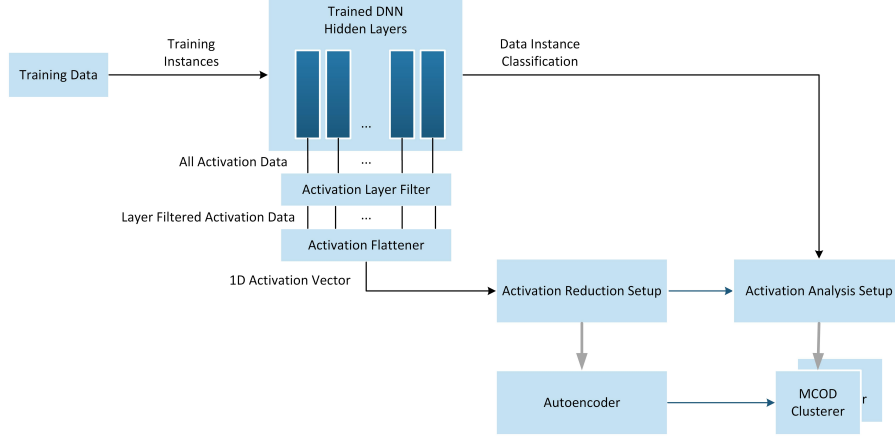 Trained DNN
Hidden Layers
Training
Instances
Data Instance
Classification
Training Data
...
All Activation Data
...
Activation Layer Filter
Layer Filtered Activation Data
...
Activation Flattener
1D Activation Vector
Activation Reduction Setup
Activation Analysis Setup
Autoencoder
MCOD
Clusterer